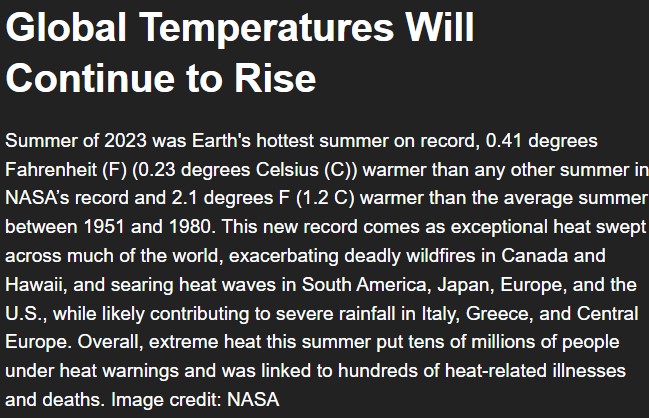 Global Temperatures Will
Continue to Rise
Summer of 2023 was Earth's hottest summer on record, 0.41 degrees
Fahrenheit (F) (0.23 degrees Celsius (C)) warmer than any other summer in
NASA’s record and 2.1 degrees F (1.2 C) warmer than the average summer
between 1951 and 1980. This new record comes as exceptional heat swept
across much of the world, exacerbating deadly wildfires in Canada and
Hawaii, and searing heat waves in South America, Japan, Europe, and the
U.S., while likely contributing to severe rainfall in Italy, Greece, and Central
Europe. Overall, extreme heat this summer put tens of millions of people
under heat warnings and was linked to hundreds of heat-related illnesses
and deaths. Image credit: NASA